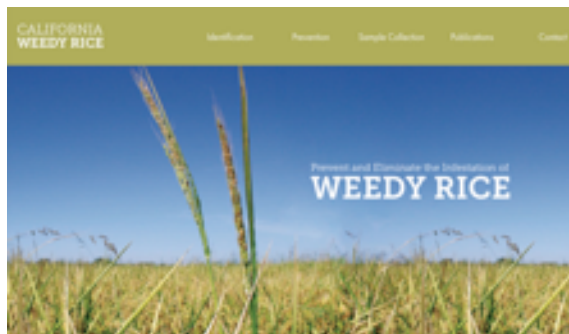 CALIFORNIA
WEEDY RICE
Identification
Prevention
Sample Collection
Publications
Contact
Prevent and Eliminate the Infestation of
WEEDY RICE